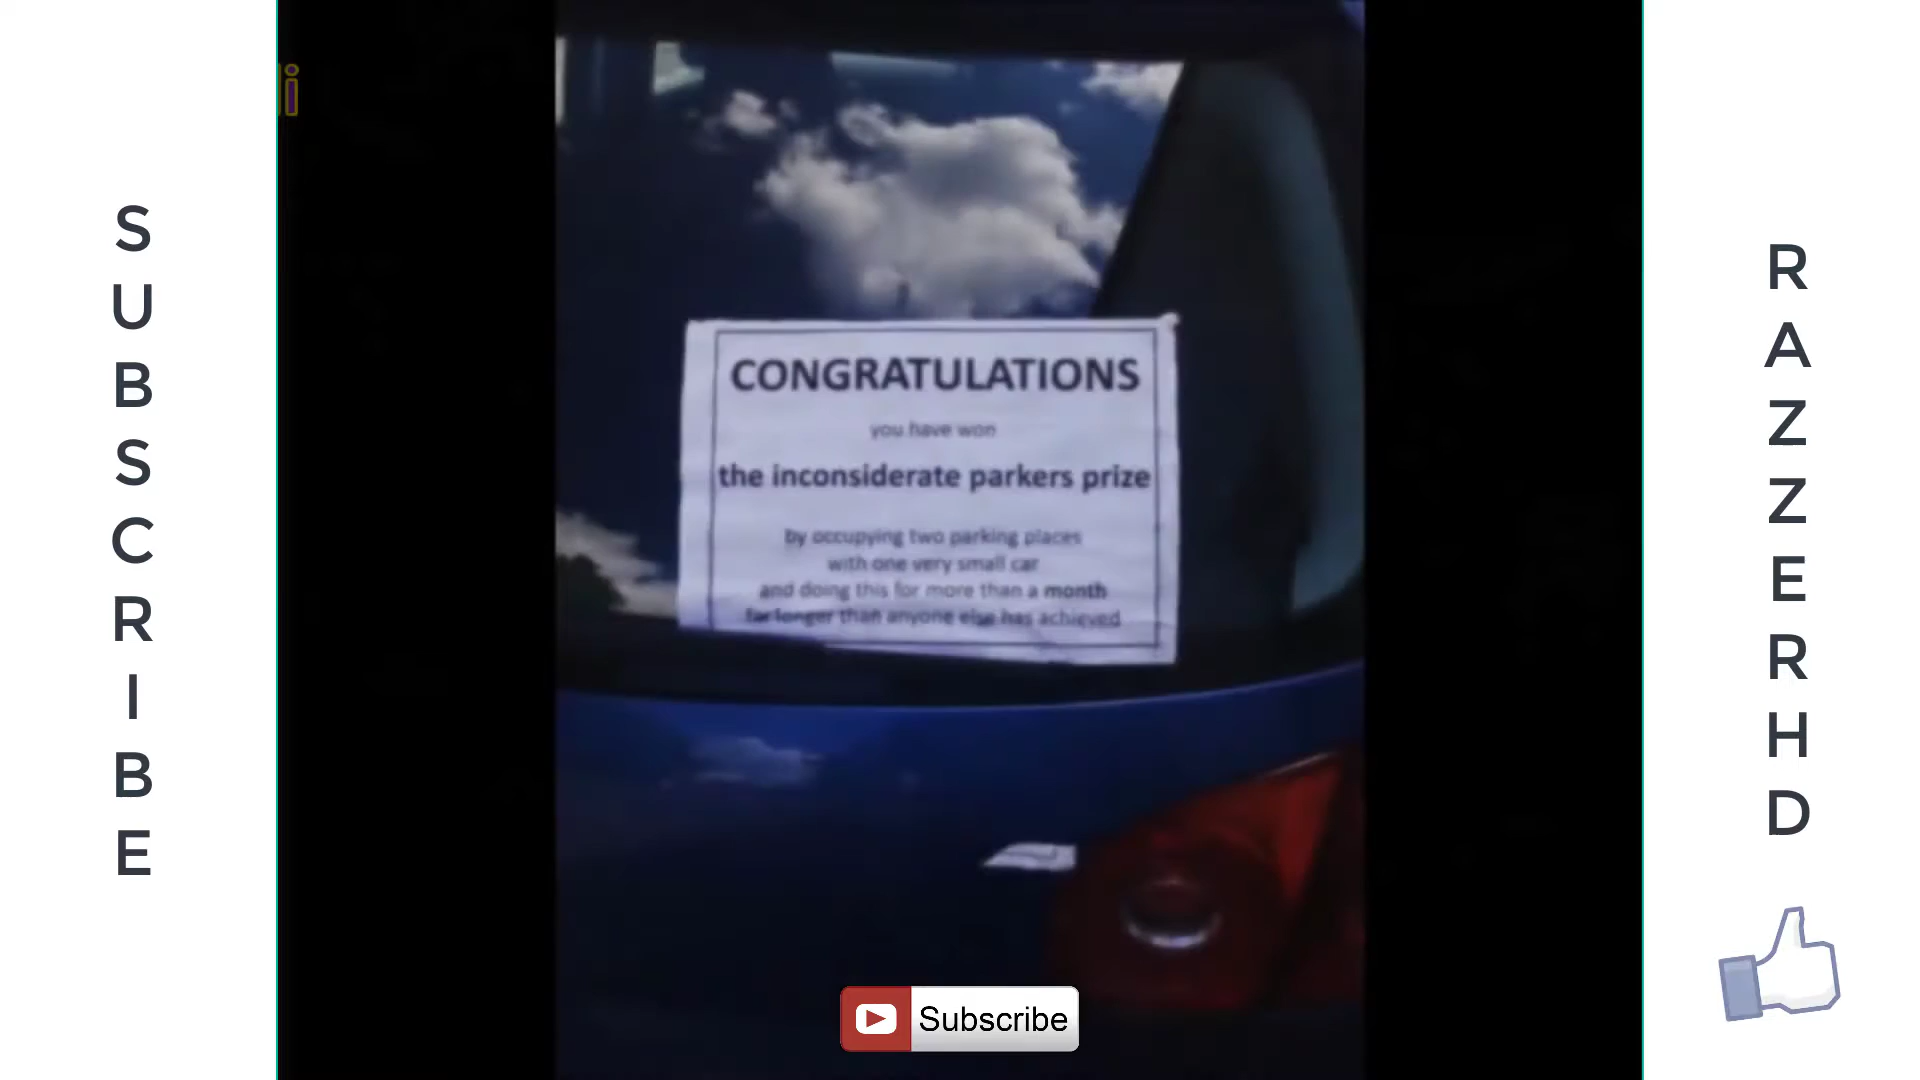 i
SUBSCRIBE
CONGRATULATIONS
you have won
the inconsiderate parkers prize
by occupying two parking places
with one very small car
and doing this for more than a month
far longer than anyone else has achieved
Subscribe
RAZZERHD